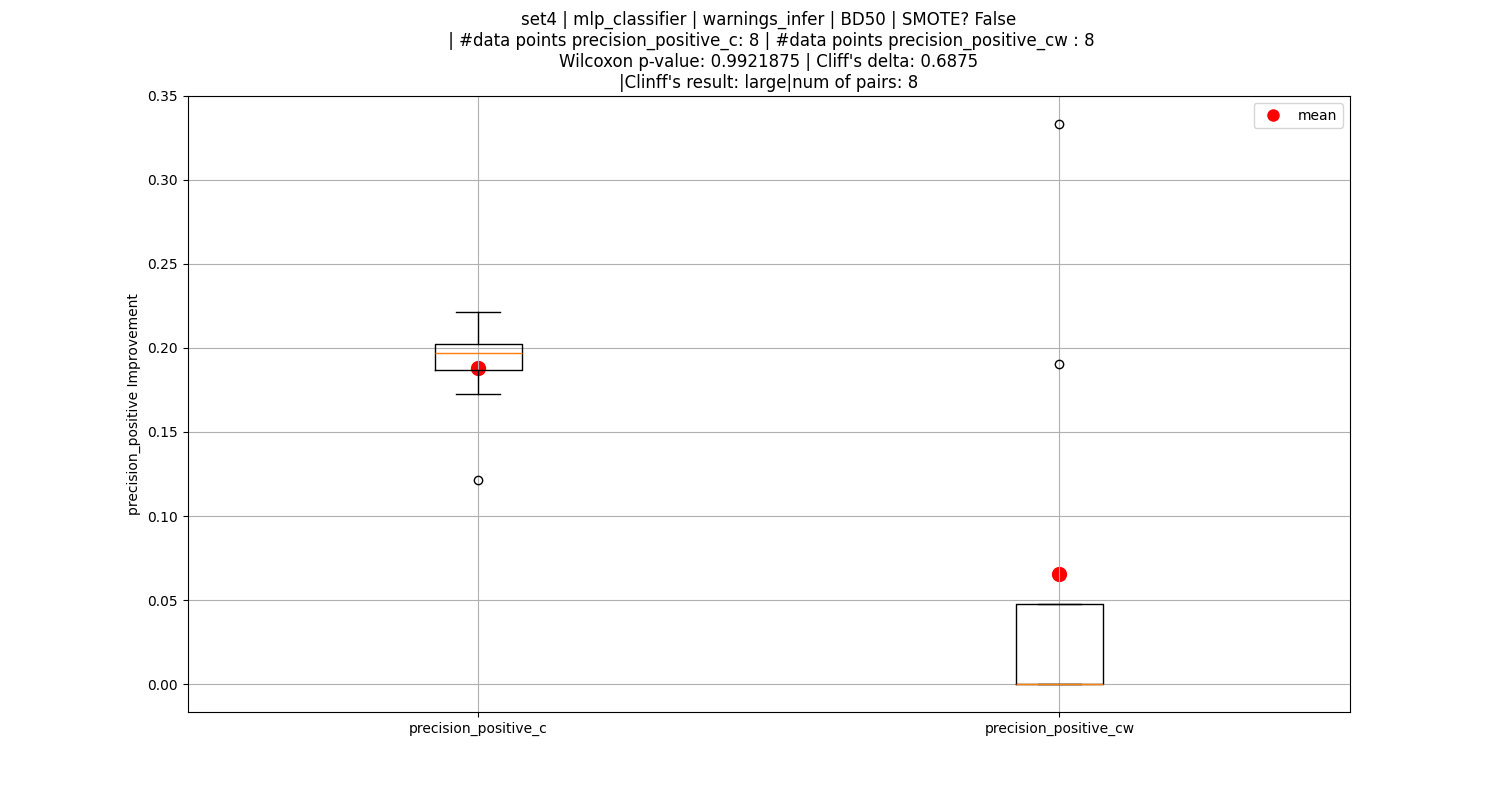 set4 | mlp_classifier | warnings_infer | BD50 | SMOTE? False
| #data points precision_positive_c: 8 | #data points precision_positive_cw : 8
Wilcoxon p-value: 0.9921875 | Cliff's delta: 0.6875
|Clinff's result: large|num of pairs: 8
mean
0.35
0.30
0.25
0.20
0.15
0.10
0.05
0.00
precision_positive Improvement
precision_positive_c
precision_positive_cw